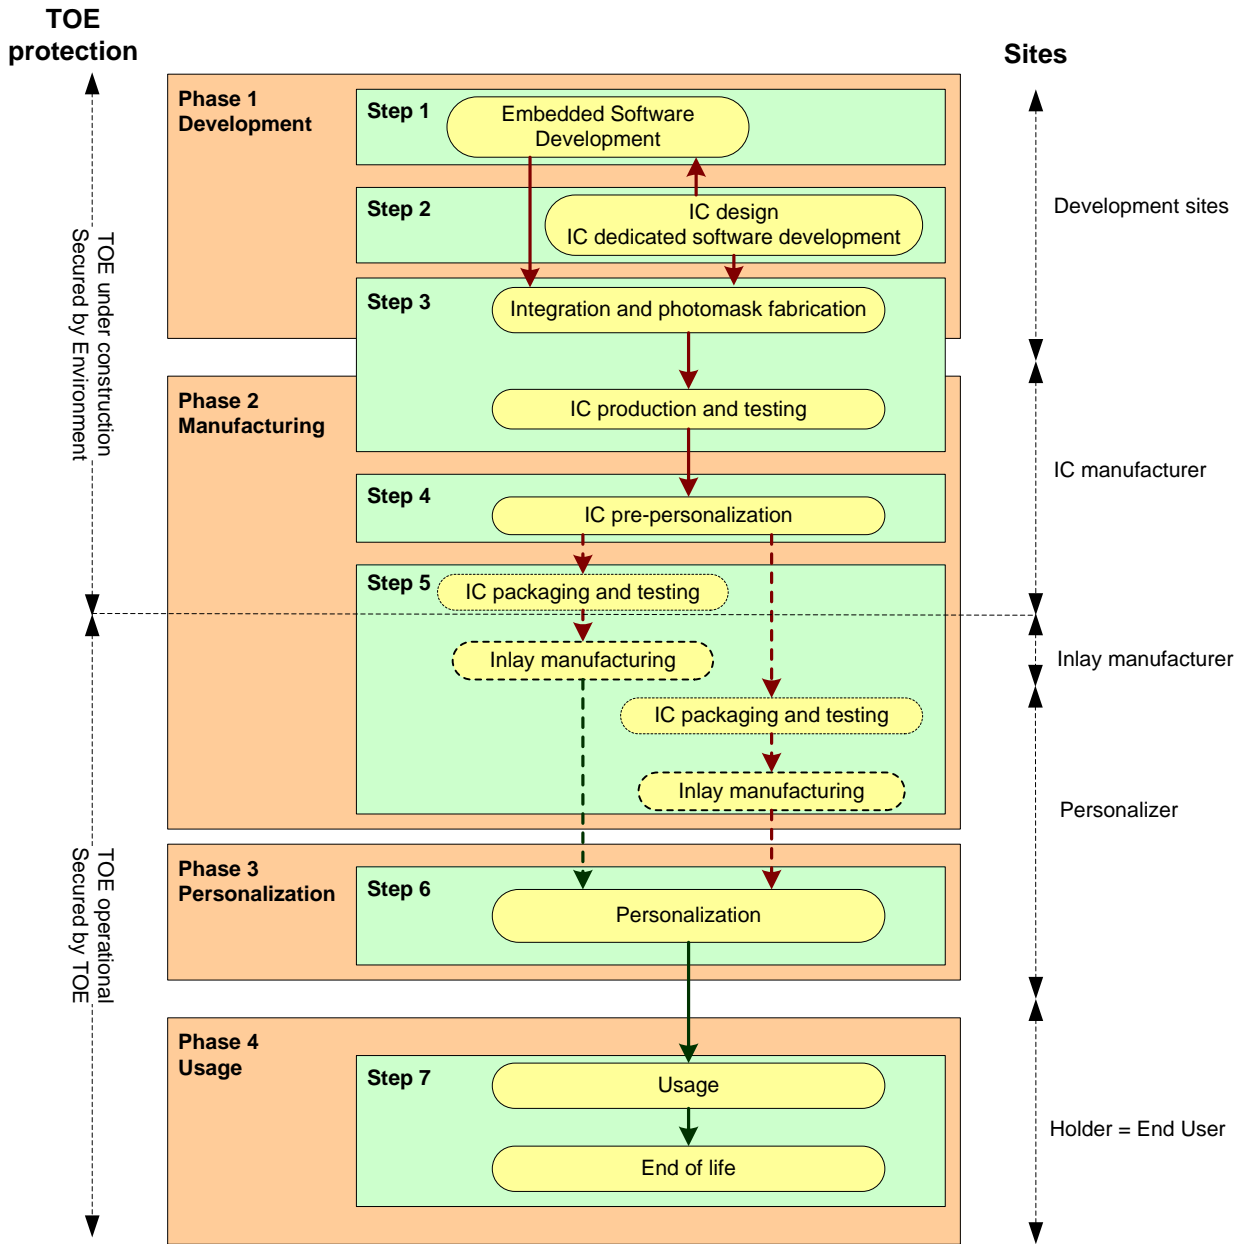 TOE
protection
Sites
Phase 1
Development
Step 1
Embedded Software
Development
Step 2
IC design
IC dedicated software development
Development sites
TOE under construction
Secured by Environment
Step 3
Integration and photomask fabrication
Phase 2
Manufacturing
IC production and testing
IC manufacturer
Step 4
IC pre-personalization
Step 5
IC packaging and testing
Inlay manufacturing
Inlay manufacturer
IC packaging and testing
Inlay manufacturing
Personalizer
TOE operational
Secured by TOE
Phase 3
Personalization
Step 6
Personalization
Phase 4
Usage
Step 7
Usage
Holder = End User
End of life